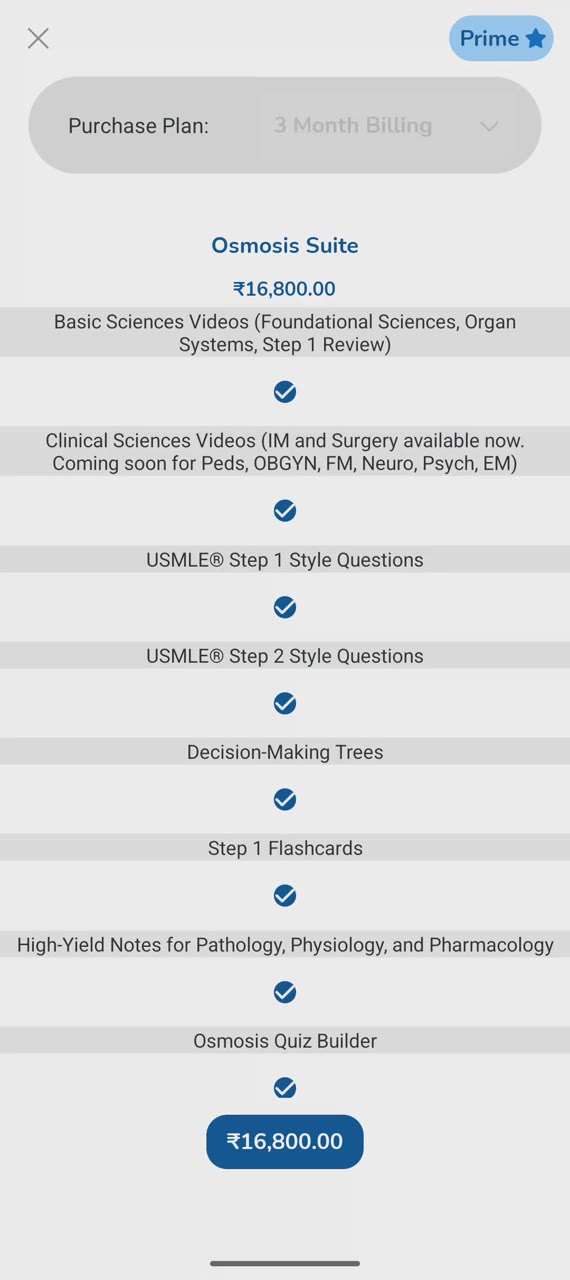 Prime
Purchase Plan:
3 Month Billing
Osmosis Suite
₹16,800.00
Basic Sciences Videos (Foundational Sciences, Organ
Systems, Step 1 Review)
Clinical Sciences Videos (IM and Surgery available now.
Coming soon for Peds, OBGYN, FM, Neuro, Psych, EM)
USMLE® Step 1 Style Questions
USMLE® Step 2 Style Questions
Decision-Making Trees
Step 1 Flashcards
High-Yield Notes for Pathology, Physiology, and Pharmacology
Osmosis Quiz Builder
₹16,800.00